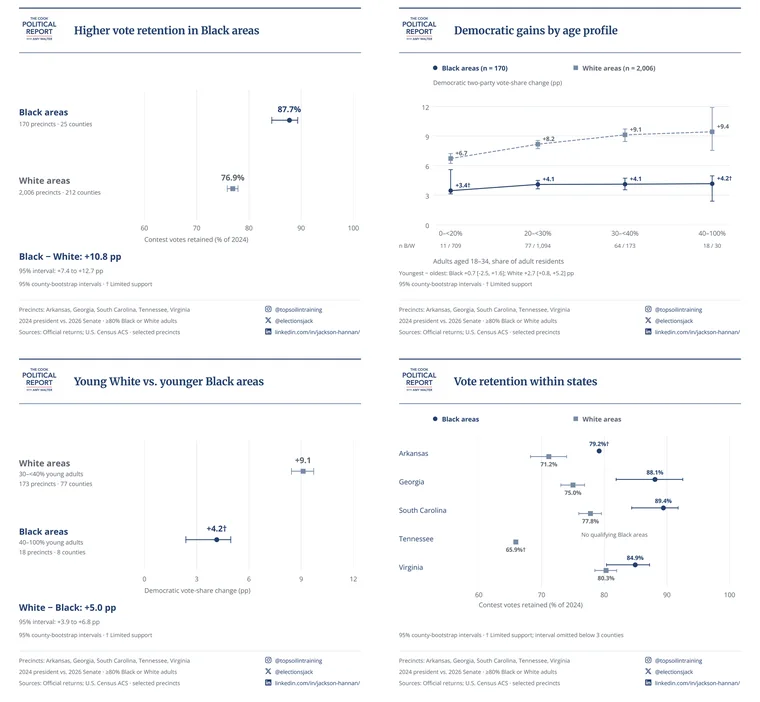 THE COOK
POLITICAL
REPORT
WITH AMY WALTER
Higher vote retention in Black areas
Black areas
170 precincts · 25 counties
87.7%
White areas
2,006 precincts · 212 counties
76.9%
60 70 80 90 100
Contest votes retained (% of 2024)
Black − White: +10.8 pp
95% interval: +7.4 to +12.7 pp
95% county-bootstrap intervals · † Limited support
Precincts: Arkansas, Georgia, South Carolina, Tennessee, Virginia
2024 president vs. 2026 Senate · ≥80% Black or White adults
Sources: Official returns; U.S. Census ACS · selected precincts
@topsoilintraining
@electionsjack
linkedin.com/in/jackson-hannan/
THE COOK
POLITICAL
REPORT
WITH AMY WALTER
Democratic gains by age profile
Black areas (n = 170)
White areas (n = 2,006)
Democratic two-party vote-share change (pp)
12
9
6
3
0
+6.7
+8.2
+9.1
+9.4
+3.4†
+4.1
+4.1
+4.2†
0–<20% 20–<30% 30–<40% 40–100%
n B/W 11 / 709 77 / 1,094 64 / 173 18 / 30
Adults aged 18–34, share of adult residents
Youngest − oldest: Black +0.7 [-2.5, +1.6]; White +2.7 [+0.8, +5.2] pp
95% county-bootstrap intervals · † Limited support
Precincts: Arkansas, Georgia, South Carolina, Tennessee, Virginia
2024 president vs. 2026 Senate · ≥80% Black or White adults
Sources: Official returns; U.S. Census ACS · selected precincts
@topsoilintraining
@electionsjack
linkedin.com/in/jackson-hannan/
THE COOK
POLITICAL
REPORT
WITH AMY WALTER
Young White vs. younger Black areas
White areas
30–<40% young adults
173 precincts · 77 counties
+9.1
Black areas
40–100% young adults
18 precincts · 8 counties
+4.2†
0 3 6 9 12
Democratic vote-share change (pp)
White − Black: +5.0 pp
95% interval: +3.9 to +6.8 pp
95% county-bootstrap intervals · † Limited support
Precincts: Arkansas, Georgia, South Carolina, Tennessee, Virginia
2024 president vs. 2026 Senate · ≥80% Black or White adults
Sources: Official returns; U.S. Census ACS · selected precincts
@topsoilintraining
@electionsjack
linkedin.com/in/jackson-hannan/
THE COOK
POLITICAL
REPORT
WITH AMY WALTER
Vote retention within states
Black areas
White areas
Arkansas
79.2%†
71.2%
Georgia
88.1%
75.0%
South Carolina
89.4%
77.8%
Tennessee
No qualifying Black areas
65.9%†
Virginia
84.9%
80.3%
60 70 80 90 100
Contest votes retained (% of 2024)
95% county-bootstrap intervals · † Limited support; interval omitted below 3 counties
Precincts: Arkansas, Georgia, South Carolina, Tennessee, Virginia
2024 president vs. 2026 Senate · ≥80% Black or White adults
Sources: Official returns; U.S. Census ACS · selected precincts
@topsoilintraining
@electionsjack
linkedin.com/in/jackson-hannan/